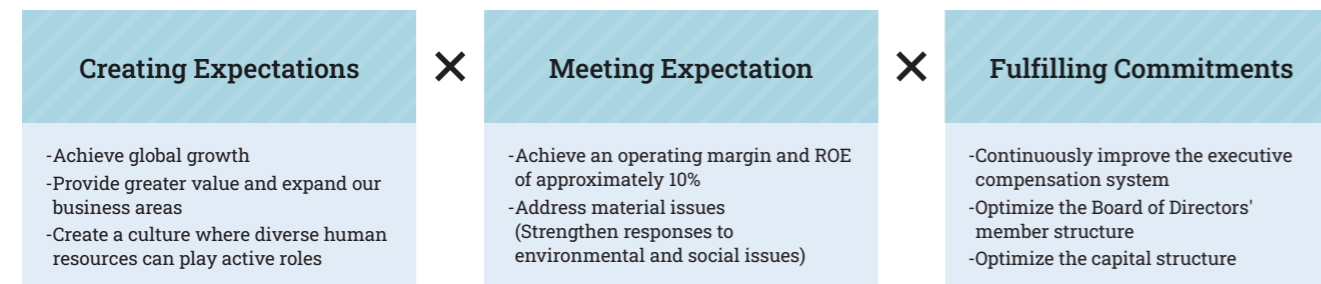 Creating Expectations
-Achieve global growth
-Provide greater value and expand our
business areas
-Create a culture where diverse human
resources can play active roles
×
Meeting Expectation
-Achieve an operating margin and ROE
of approximately 10%
-Address material issues
(Strengthen responses to
environmental and social issues)
×
Fulfilling Commitments
-Continuously improve the executive
compensation system
-Optimize the Board of Directors'
member structure
-Optimize the capital structure